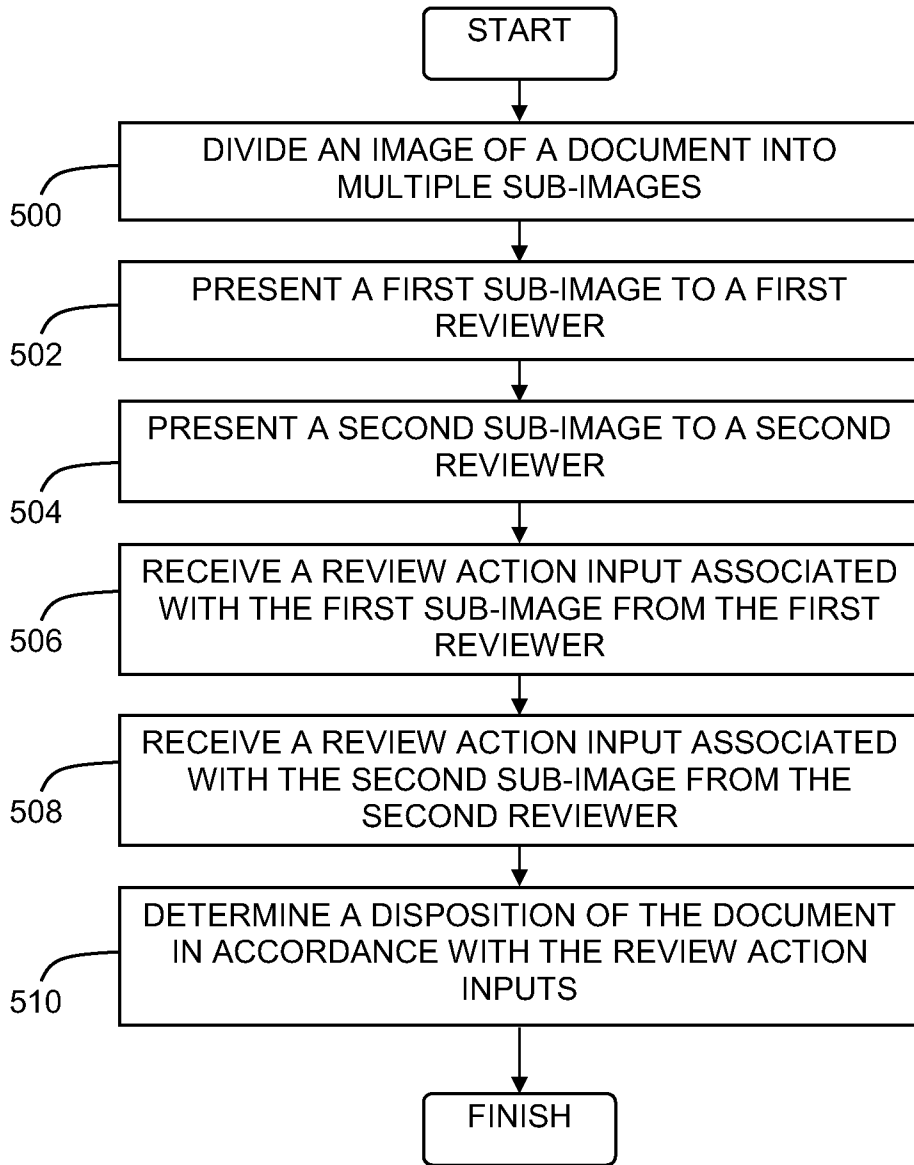 START
DIVIDE AN IMAGE OF A DOCUMENT INTO
MULTIPLE SUB-IMAGES
500
PRESENT A FIRST SUB-IMAGE TO A FIRST
REVIEWER
502
PRESENT A SECOND SUB-IMAGE TO A SECOND
REVIEWER
504
RECEIVE A REVIEW ACTION INPUT ASSOCIATED
WITH THE FIRST SUB-IMAGE FROM THE FIRST
REVIEWER
506
RECEIVE A REVIEW ACTION INPUT ASSOCIATED
WITH THE SECOND SUB-IMAGE FROM THE
SECOND REVIEWER
508
DETERMINE A DISPOSITION OF THE DOCUMENT
IN ACCORDANCE WITH THE REVIEW ACTION
INPUTS
510
FINISH